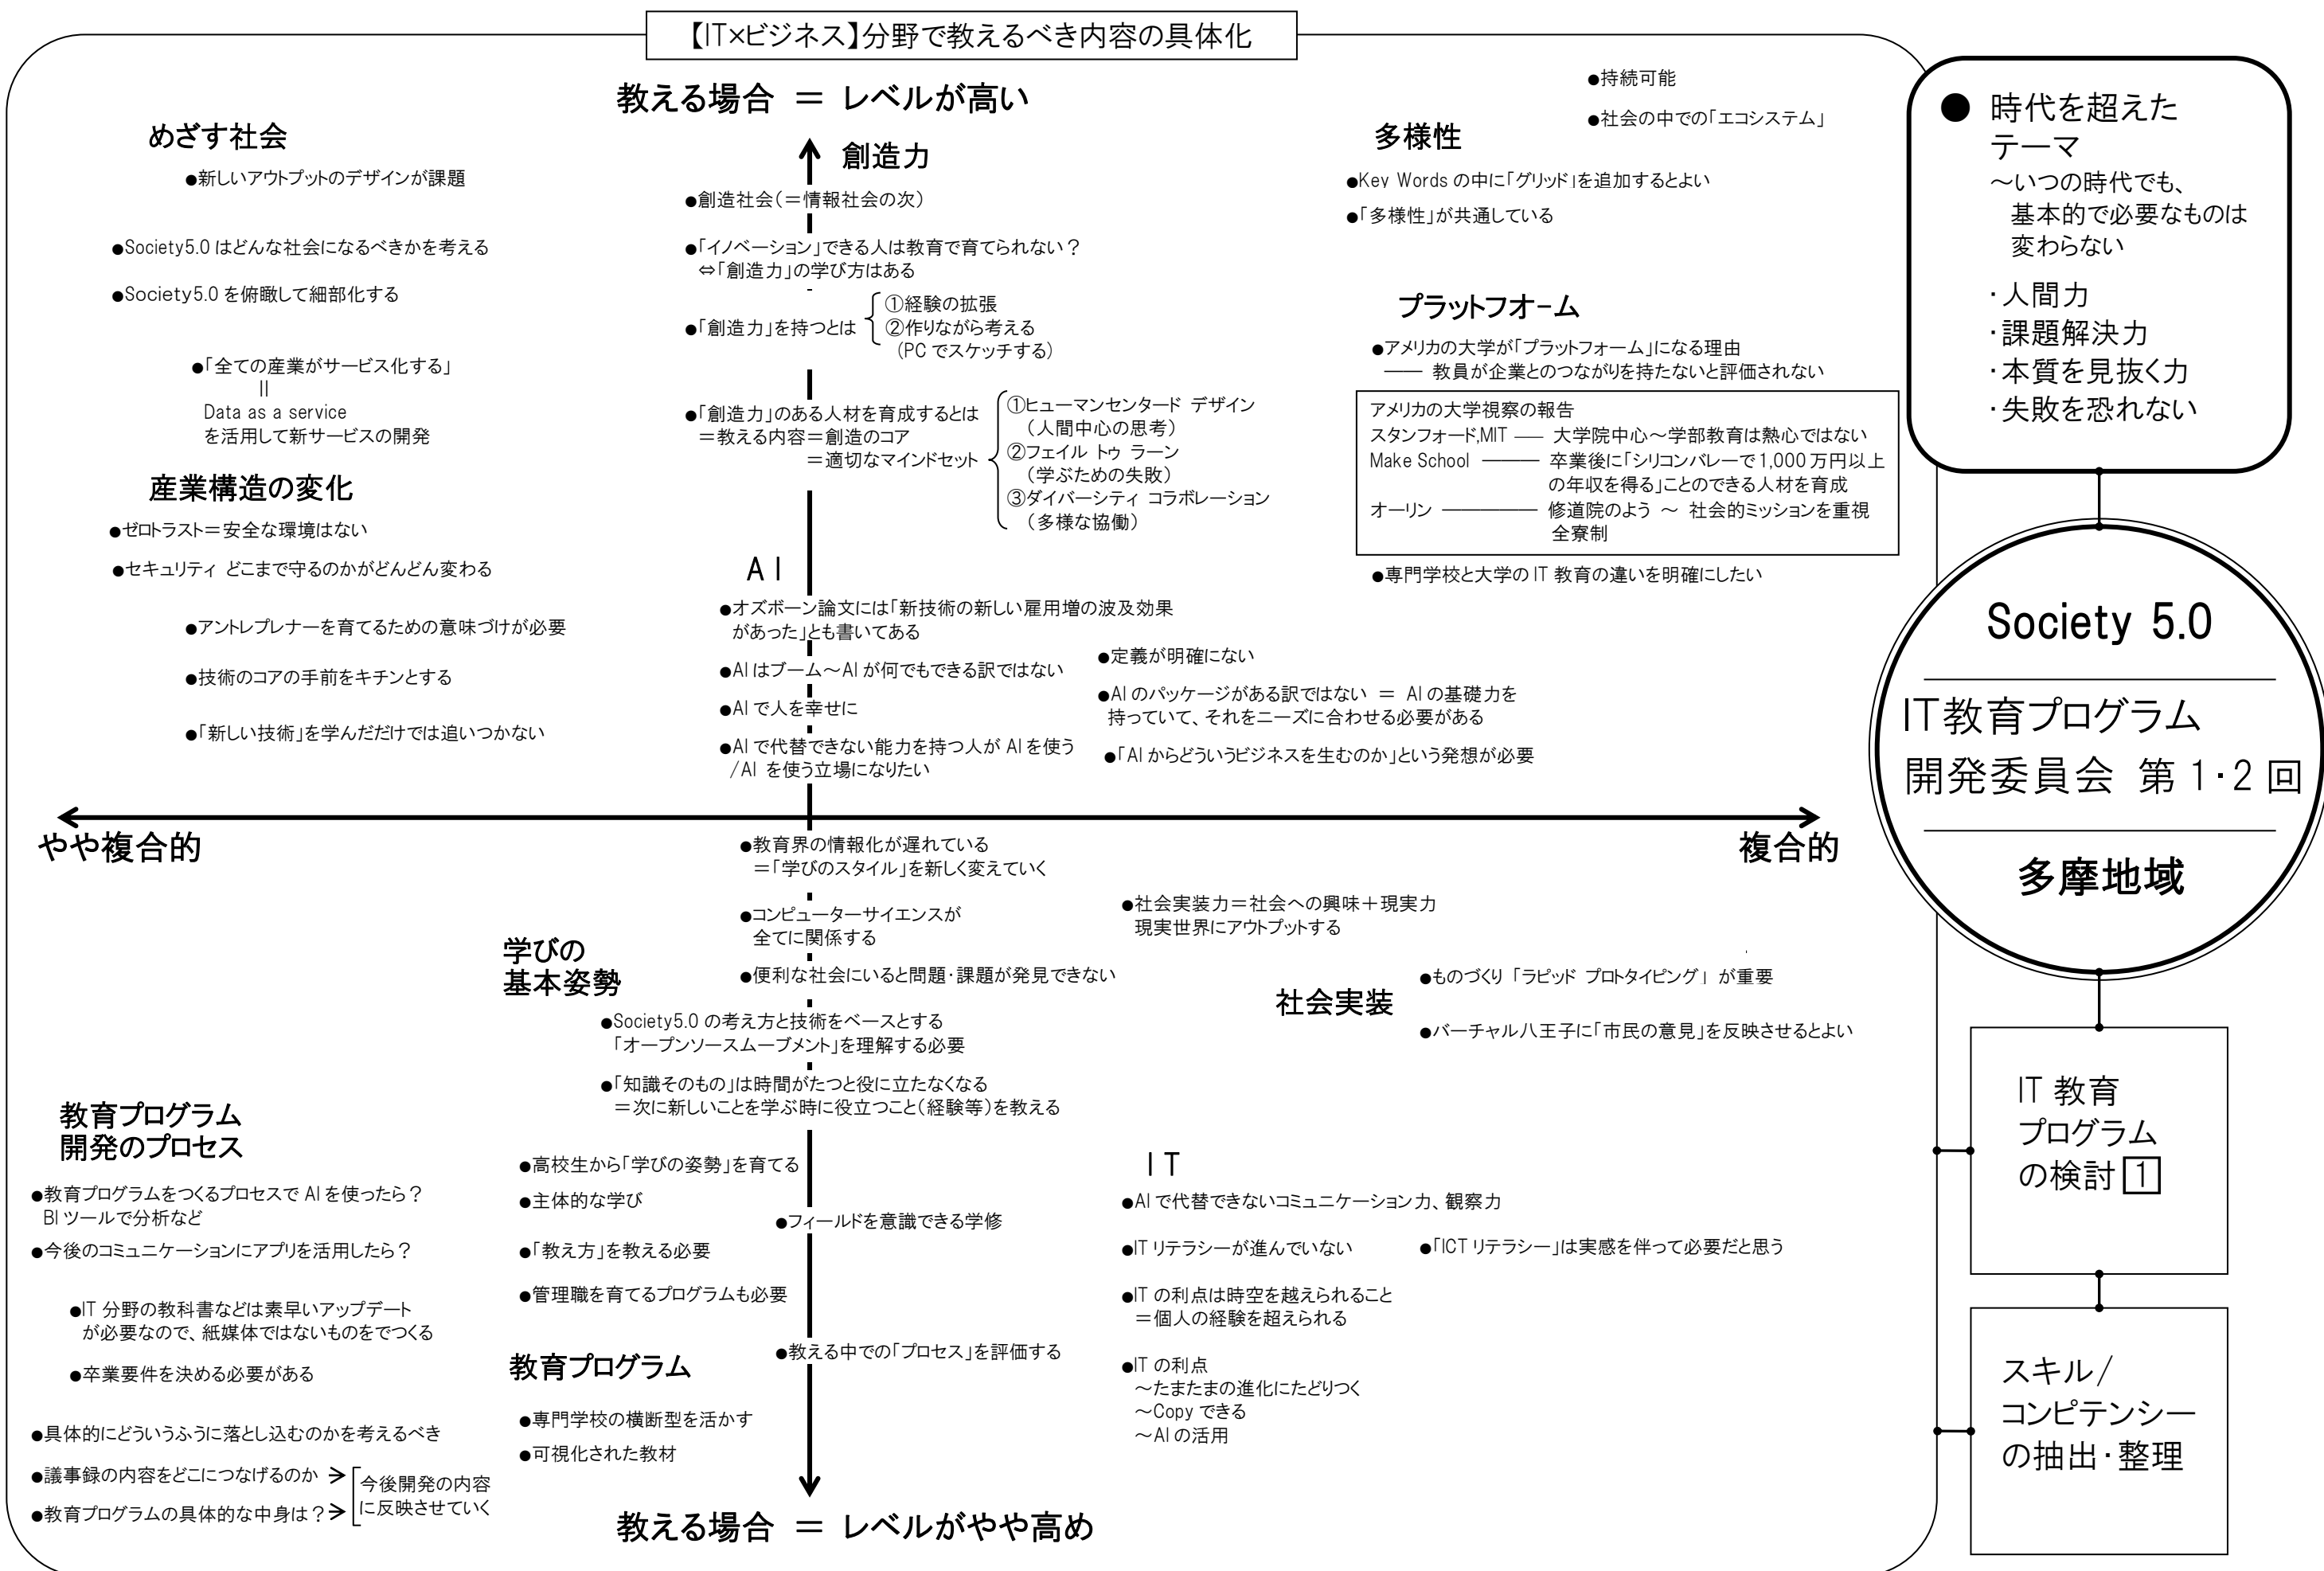 【IT×ビジネス】分野で教えるべき内容の具体化
教える場合 ＝ レベルが高い
めざす社会
●新しいアウトプットのデザインが課題
●Society5.0 はどんな社会になるべきかを考える
●Society5.0 を俯瞰して細部化する
●「全ての産業がサービス化する」
||
Data as a service
を活用して新サービスの開発
産業構造の変化
●ゼロトラスト＝安全な環境はない
●セキュリティ どこまで守るのかがどんどん変わる
●アントレプレナーを育てるための意味づけが必要
●技術のコアの手前をキチンとする
●「新しい技術」を学んだだけでは追いつかない
創造力
●創造社会（＝情報社会の次）
●「イノベーション」できる人は教育で育てられない？
⇔「創造力」の学び方はある
●「創造力」を持つとは
①経験の拡張
②作りながら考える
（PC でスケッチする）
●「創造力」のある人材を育成するとは
＝教える内容＝創造のコア
＝適切なマインドセット
①ヒューマンセンタード デザイン
（人間中心の思考）
②フェイル トゥ ラーン
（学ぶための失敗）
③ダイバーシティ コラボレーション
（多様な協働）
AI
●オズボーン論文には「新技術の新しい雇用増の波及効果
があった」とも書いてある
●AI はブーム～AI が何でもできる訳ではない
●AI で人を幸せに
●AI で代替できない能力を持つ人が AI を使う
/AI を使う立場になりたい
●定義が明確にない
●AI のパッケージがある訳ではない ＝ AI の基礎力を
持っていて、それをニーズに合わせる必要がある
●「AI からどういうビジネスを生むのか」という発想が必要
●持続可能
●社会の中での「エコシステム」
多様性
●Key Words の中に「グリッド」を追加するとよい
●「多様性」が共通している
プラットフオーム
●アメリカの大学が「プラットフォーム」になる理由
―― 教員が企業とのつながりを持たないと評価されない
アメリカの大学視察の報告
スタンフォード,MIT ―― 大学院中心～学部教育は熱心ではない
Make School ――― 卒業後に「シリコンバレーで 1,000 万円以上
の年収を得る」ことのできる人材を育成
オーリン ――――― 修道院のよう ～ 社会的ミッションを重視
全寮制
●専門学校と大学の IT 教育の違いを明確にしたい
やや複合的
複合的
●教育界の情報化が遅れている
＝「学びのスタイル」を新しく変えていく
●コンピューターサイエンスが
全てに関係する
●便利な社会にいると問題・課題が発見できない
学びの
基本姿勢
●Society5.0 の考え方と技術をベースとする
「オープンソースムーブメント」を理解する必要
●「知識そのもの」は時間がたつと役に立たなくなる
＝次に新しいことを学ぶ時に役立つこと（経験等）を教える
●高校生から「学びの姿勢」を育てる
●主体的な学び
●フィールドを意識できる学修
●「教え方」を教える必要
●管理職を育てるプログラムも必要
●教える中での「プロセス」を評価する
教育プログラム
●専門学校の横断型を活かす
●可視化された教材
教育プログラム
開発のプロセス
●教育プログラムをつくるプロセスで AI を使ったら？
BI ツールで分析など
●今後のコミュニケーションにアプリを活用したら？
●IT 分野の教科書などは素早いアップデート
が必要なので、紙媒体ではないものをでつくる
●卒業要件を決める必要がある
●具体的にどういうふうに落とし込むのかを考えるべき
●議事録の内容をどこにつなげるのか
●教育プログラムの具体的な中身は？
今後開発の内容
に反映させていく
●社会実装力＝社会への興味＋現実力
現実世界にアウトプットする
社会実装
●ものづくり 「ラピッド プロトタイピング」 が重要
●バーチャル八王子に「市民の意見」を反映させるとよい
IT
●AI で代替できないコミュニケーション力、観察力
●IT リテラシーが進んでいない
●「ICT リテラシー」は実感を伴って必要だと思う
●IT の利点は時空を越えられること
＝個人の経験を超えられる
●IT の利点
～たまたまの進化にたどりつく
～Copy できる
～AI の活用
教える場合 ＝ レベルがやや高め
● 時代を超えた
テーマ
～いつの時代でも、
基本的で必要なものは
変わらない
・人間力
・課題解決力
・本質を見抜く力
・失敗を恐れない
Society 5.0
IT教育プログラム
開発委員会 第 1・2 回
多摩地域
IT 教育
プログラム
の検討 1
スキル/
コンピテンシー
の抽出・整理